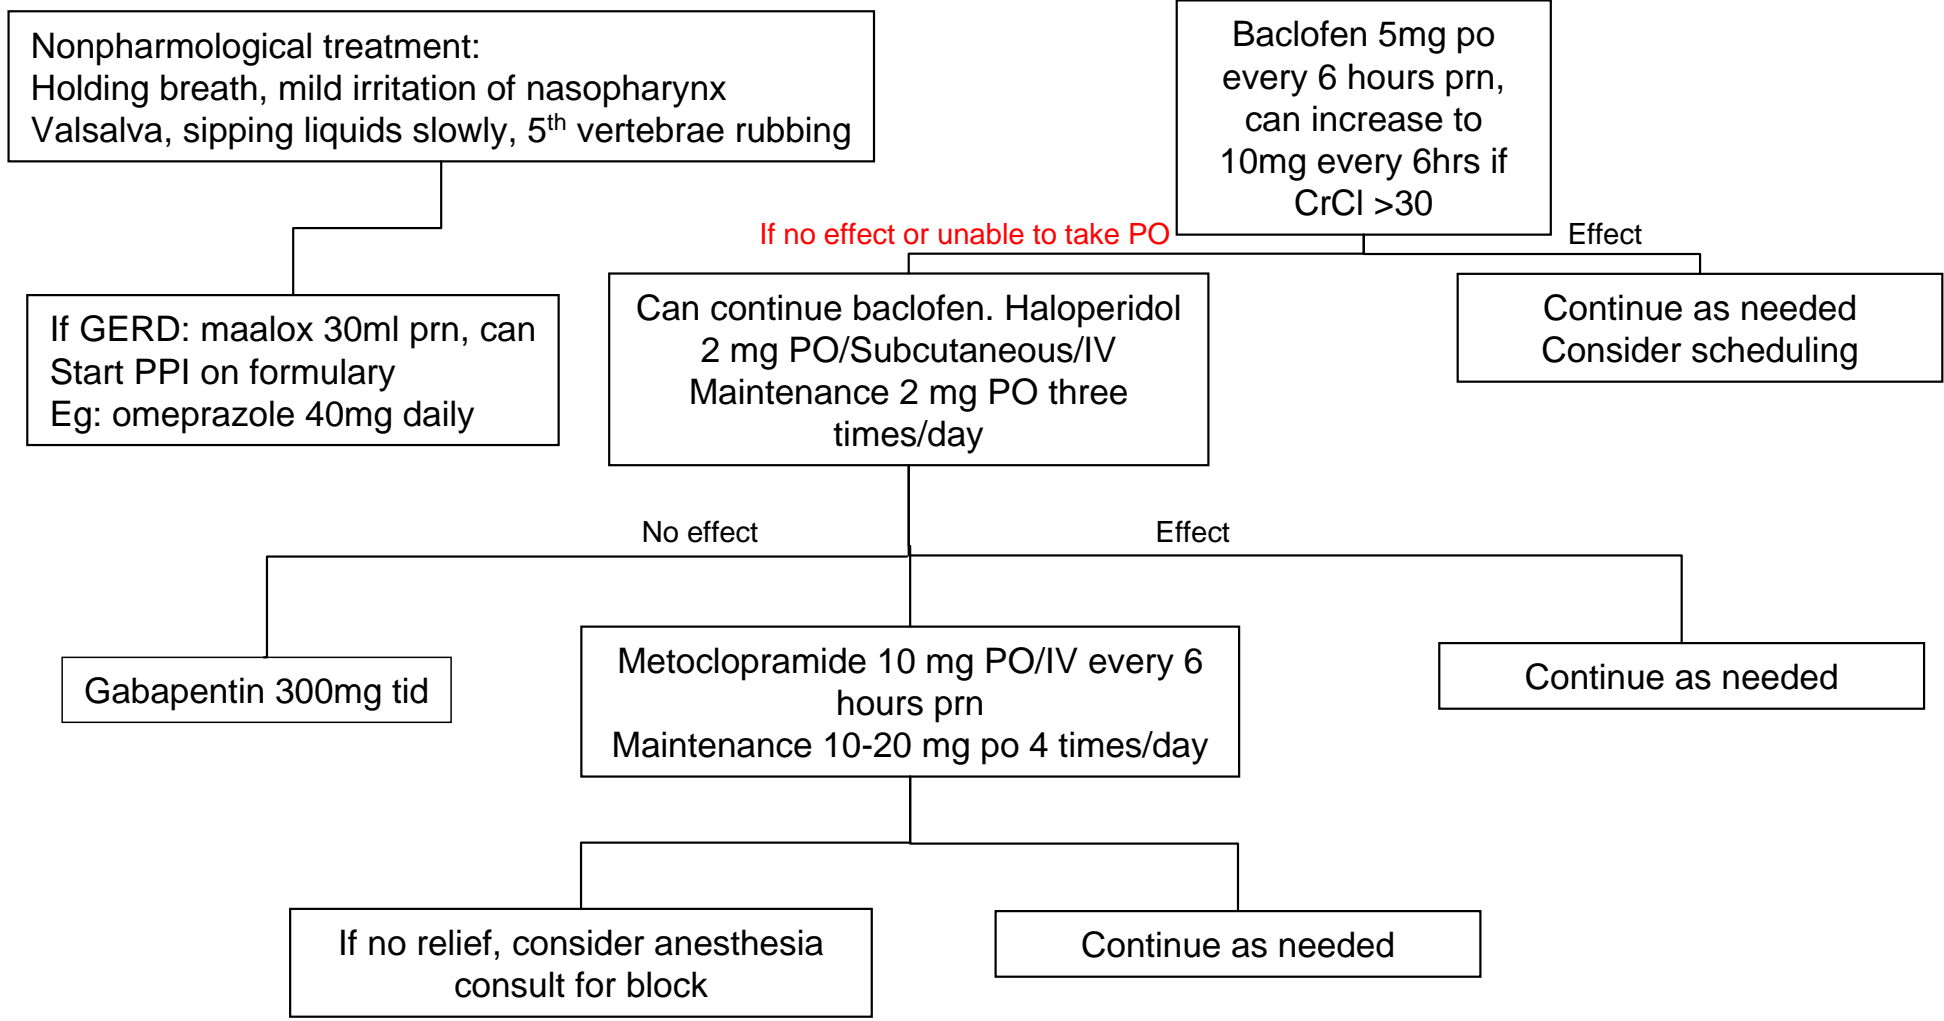 Nonpharmological treatment:
Holding breath, mild irritation of nasopharynx
Valsalva, sipping liquids slowly, 5th vertebrae rubbing
Baclofen 5mg po
every 6 hours prn,
can increase to
10mg every 6hrs if
CrCl >30
If no effect or unable to take PO
Effect
If GERD: maalox 30ml prn, can
Start PPI on formulary
Eg: omeprazole 40mg daily
Can continue baclofen. Haloperidol
2 mg PO/Subcutaneous/IV
Maintenance 2 mg PO three
times/day
Continue as needed
Consider scheduling
No effect
Effect
Gabapentin 300mg tid
Metoclopramide 10 mg PO/IV every 6
hours prn
Maintenance 10-20 mg po 4 times/day
Continue as needed
If no relief, consider anesthesia
consult for block
Continue as needed